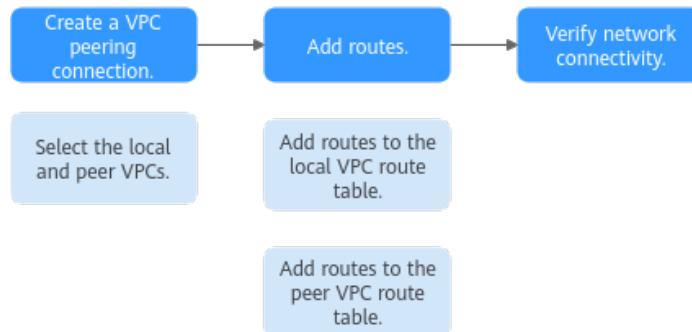 Create a VPC
peering
connection.
Add routes.
Verify network
connectivity.
Select the local
and peer VPCs.
Add routes to the
local VPC route
table.
Add routes to the
peer VPC route
table.